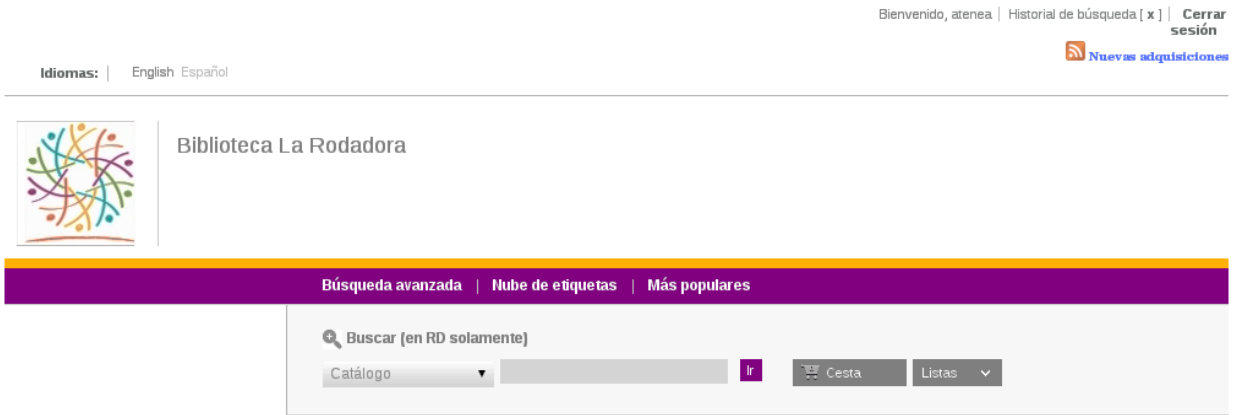 Bienvenido, atenea | Historial de búsqueda [ x ] | Cerrar sesión
Nuevas adquisiciones
Idiomas: | English Español
Biblioteca La Rodadora
Búsqueda avanzada | Nube de etiquetas | Más populares
Buscar (en RD solamente)
Catálogo Ir Cesta Listas